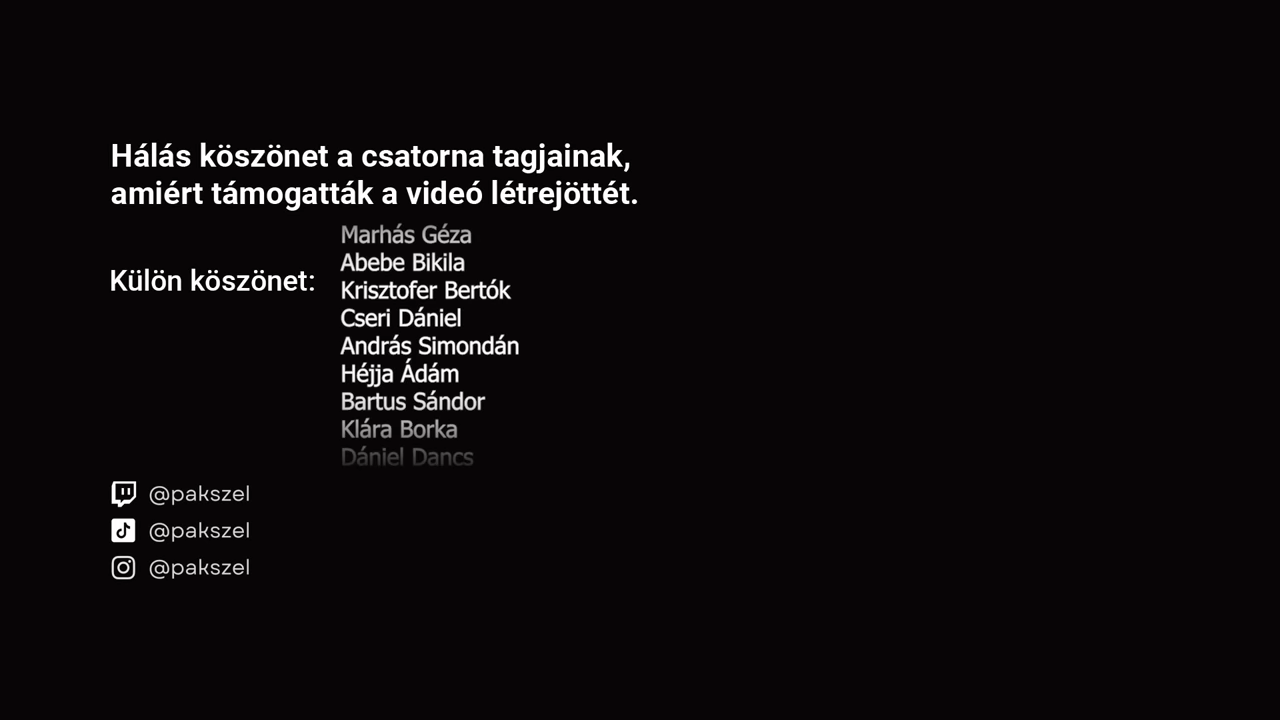 Hálás köszönet a csatorna tagjainak,
amiért támogatták a videó létrejöttét.
Külön köszönet:
Marhás Géza
Abebe Bikila
Krisztofer Bertók
Cseri Dániel
András Simondán
Héjja Ádám
Bartus Sándor
Klára Borka
Dániel Dancs
@pakszel
@pakszel
@pakszel